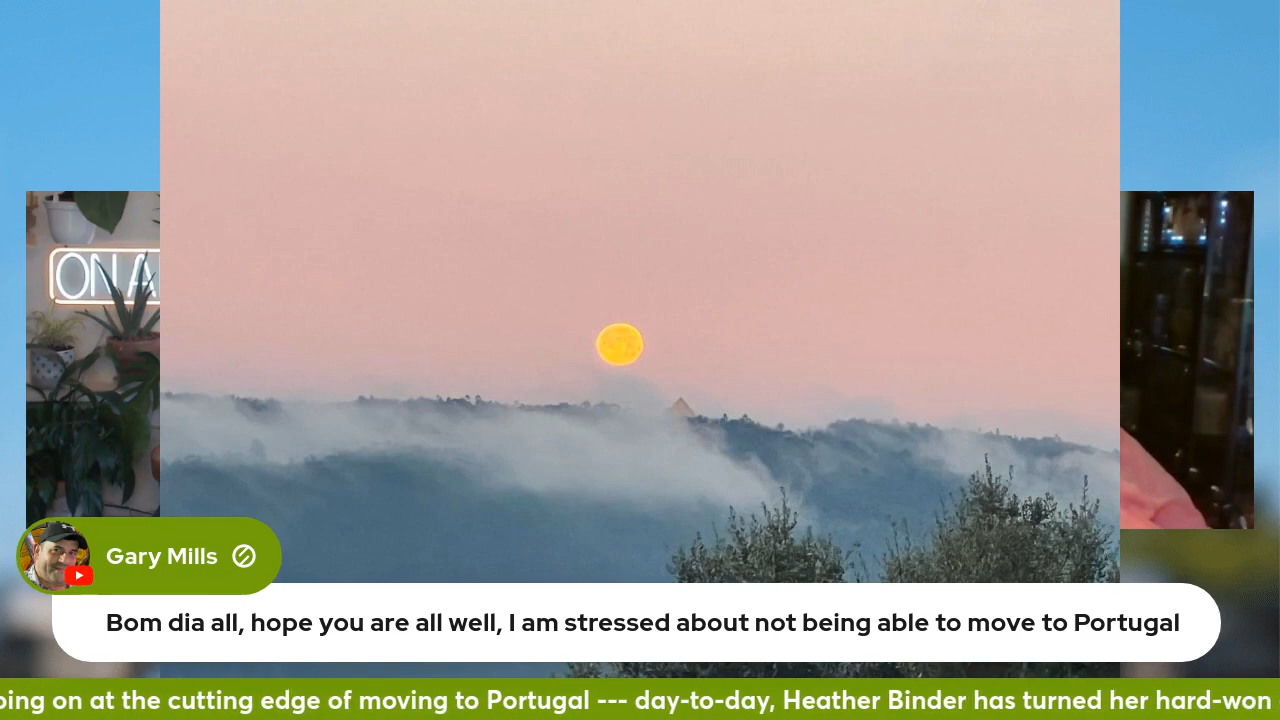 ON A
Gary Mills
Bom dia all, hope you are all well, I am stressed about not being able to move to Portugal
ping on at the cutting edge of moving to Portugal --- day-to-day, Heather Binder has turned her hard-won